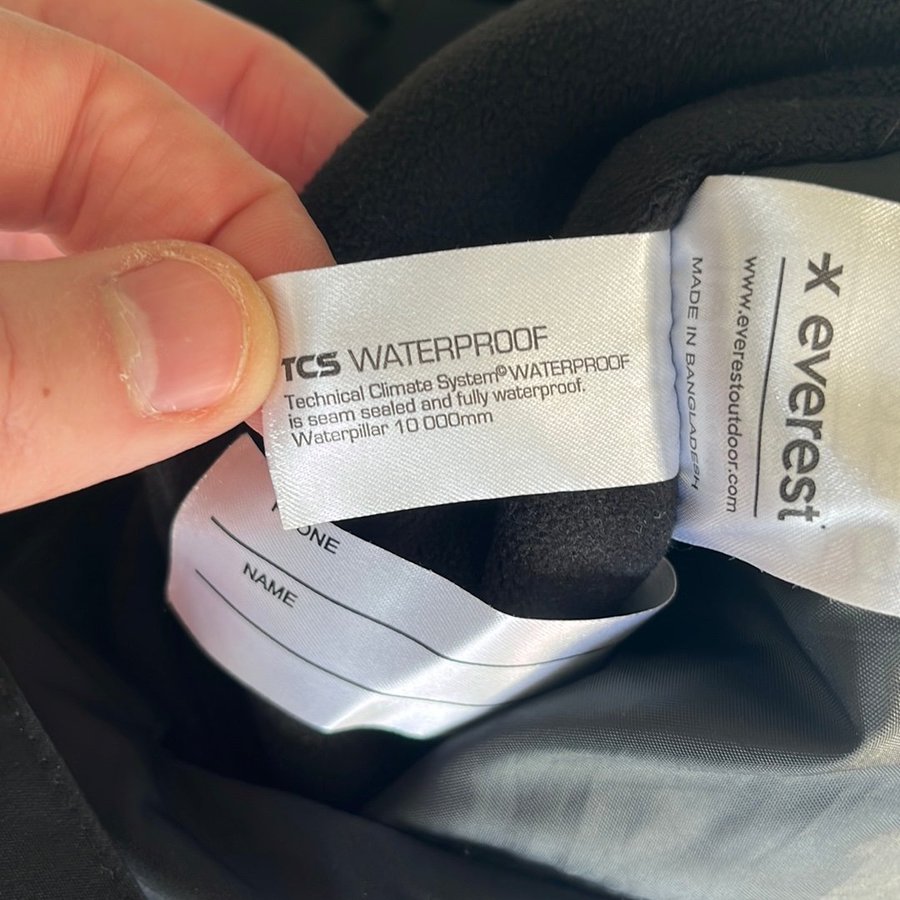 TCS WATERPROOF
Technical Climate System© WATERPROOF
is seam sealed and fully waterproof.
Waterpillar 10 000mm
everest
www.everestoutdoor.com
MADE IN BANGLADESH
PHONE
NAME